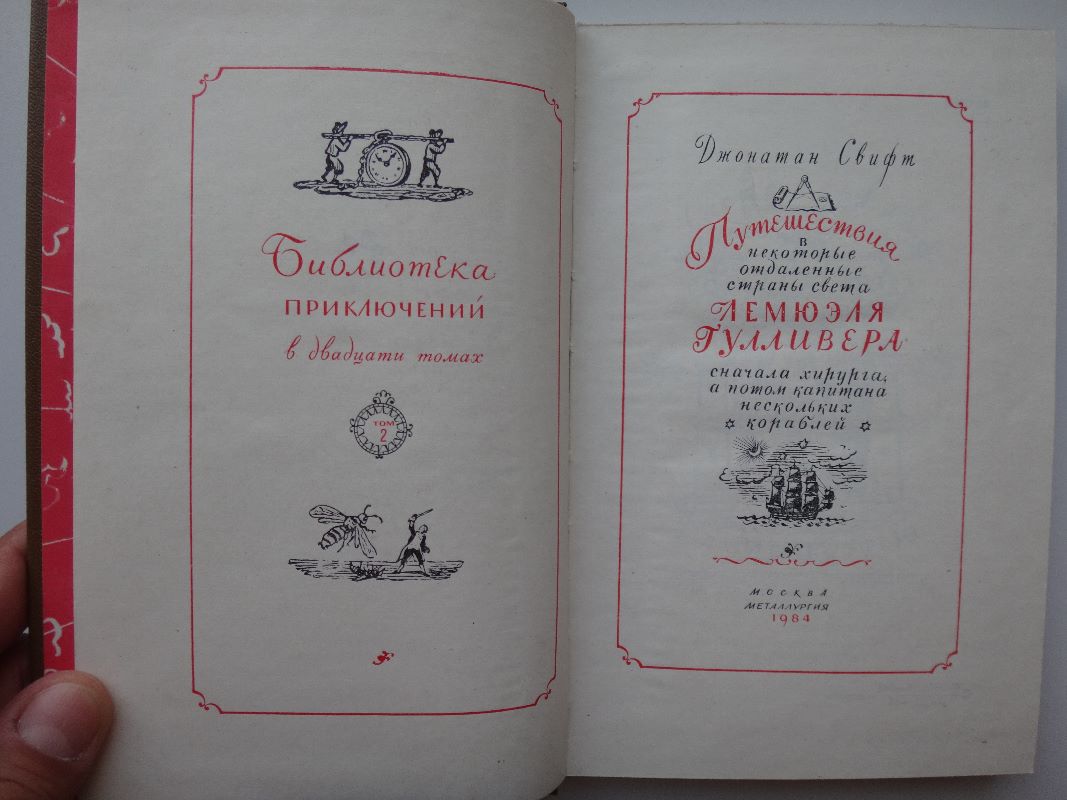 Библиотека
ПРИКЛЮЧЕНИЙ
в двадцати томах
ТОМ
2
Джонатан Свифт
Путешествия
в
некоторые
отдаленные
страны света
ЛЕМЮЭЛЯ
ГУЛЛИВЕРА
сначала хирурга,
а потом капитана
нескольких
кораблей
МОСКВА
МЕТАЛЛУРГИЯ
1984